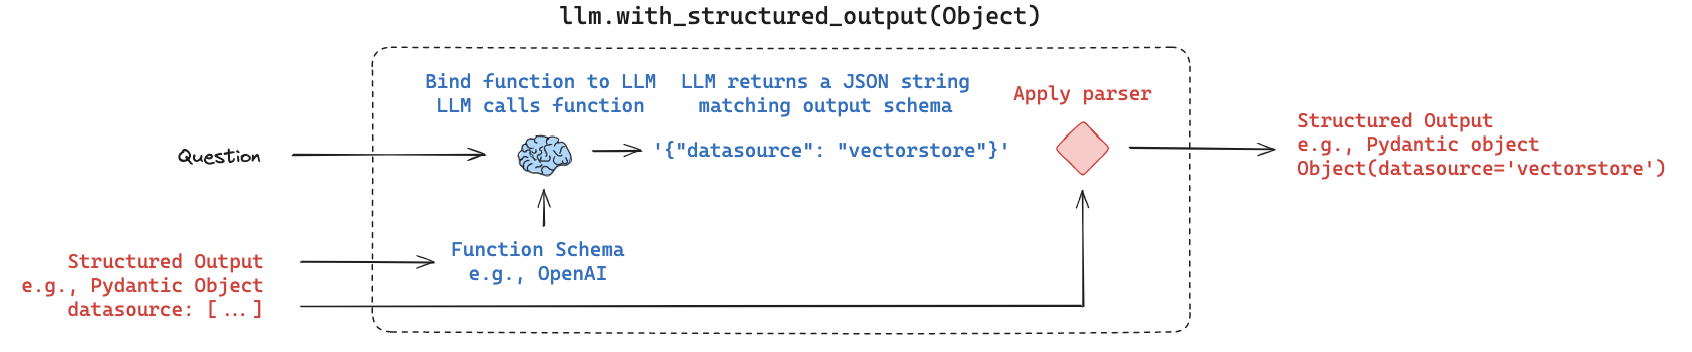 llm.with_structured_output(Object)
Bind function to LLM
LLM calls function
LLM returns a JSON string
matching output schema
Apply parser
Question
'{"datasource": "vectorstore"}'
Structured Output
e.g., Pydantic object
Object(datasource='vectorstore')
Function Schema
e.g., OpenAI
Structured Output
e.g., Pydantic Object
datasource: [...]